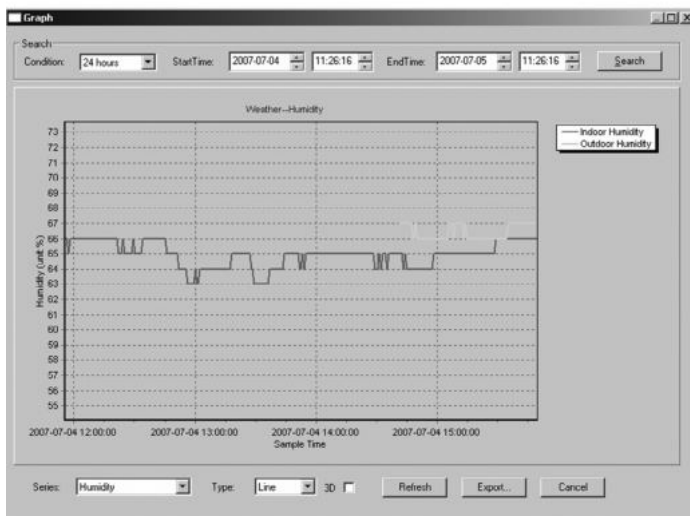 Graph
Search
Condition: 24 hours StartTime: 2007-07-04 11:26:16 EndTime: 2007-07-05 11:26:16 Search
Weather--Humidity
Indoor Humidity
Outdoor Humidity
73
72
71
70
69
68
67
66
65
64
63
62
61
60
59
58
57
56
55
Humidity (unit %)
2007-07-04 12:00:00 2007-07-04 13:00:00 2007-07-04 14:00:00 2007-07-04 15:00:00
Sample Time
Series: Humidity Type: Line 3D Refresh Export... Cancel